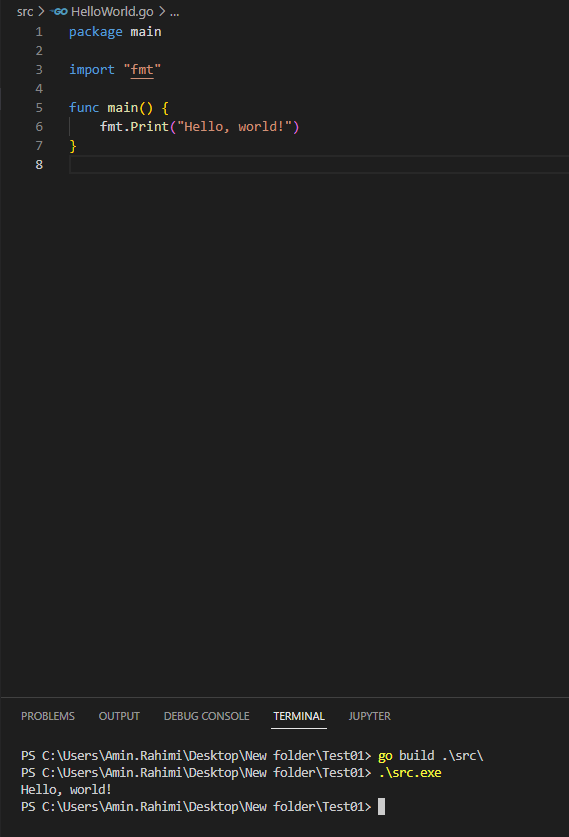 src > GO HelloWorld.go > ...
1 package main
2
3 import "fmt"
4
5 func main() {
6     fmt.Print("Hello, world!")
7 }
8
PROBLEMS OUTPUT DEBUG CONSOLE TERMINAL JUPYTER
PS C:\Users\Amin.Rahimi\Desktop\New folder\Test01> go build .\src\
PS C:\Users\Amin.Rahimi\Desktop\New folder\Test01> .\src.exe
Hello, world!
PS C:\Users\Amin.Rahimi\Desktop\New folder\Test01>